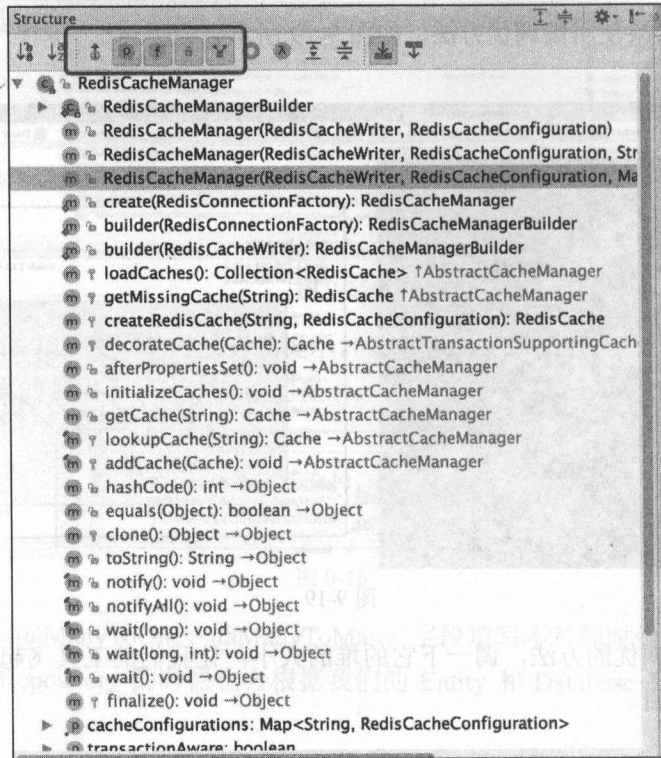 Structure
RedisCacheManager
RedisCacheManagerBuilder
RedisCacheManager(RedisCacheWriter, RedisCacheConfiguration)
RedisCacheManager(RedisCacheWriter, RedisCacheConfiguration, Str
RedisCacheManager(RedisCacheWriter, RedisCacheConfiguration, Ma
create(RedisConnectionFactory): RedisCacheManager
builder(RedisConnectionFactory): RedisCacheManagerBuilder
builder(RedisCacheWriter): RedisCacheManagerBuilder
loadCaches(): Collection<RedisCache> ↑AbstractCacheManager
getMissingCache(String): RedisCache ↑AbstractCacheManager
createRedisCache(String, RedisCacheConfiguration): RedisCache
decorateCache(Cache): Cache →AbstractTransactionSupportingCach
afterPropertiesSet(): void →AbstractCacheManager
initializeCaches(): void →AbstractCacheManager
getCache(String): Cache →AbstractCacheManager
lookupCache(String): Cache →AbstractCacheManager
addCache(Cache): void →AbstractCacheManager
hashCode(): int →Object
equals(Object): boolean →Object
clone(): Object →Object
toString(): String →Object
notify(): void →Object
notifyAll(): void →Object
wait(long): void →Object
wait(long, int): void →Object
wait(): void →Object
finalize(): void →Object
cacheConfigurations: Map<String, RedisCacheConfiguration>
transactionAware: boolean